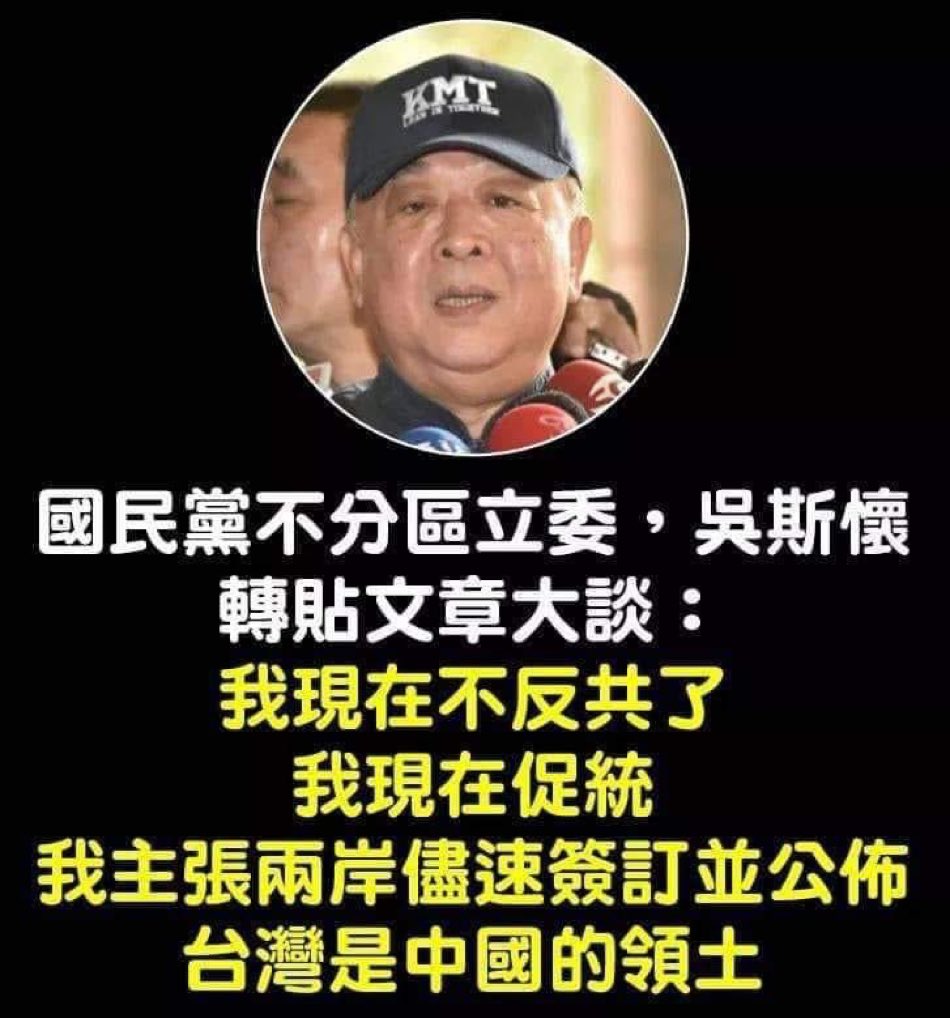 KMT
國民黨不分區立委，吳斯懷
轉貼文章大談：
我現在不反共了
我現在促統
我主張兩岸儘速簽訂並公佈
台灣是中國的領土